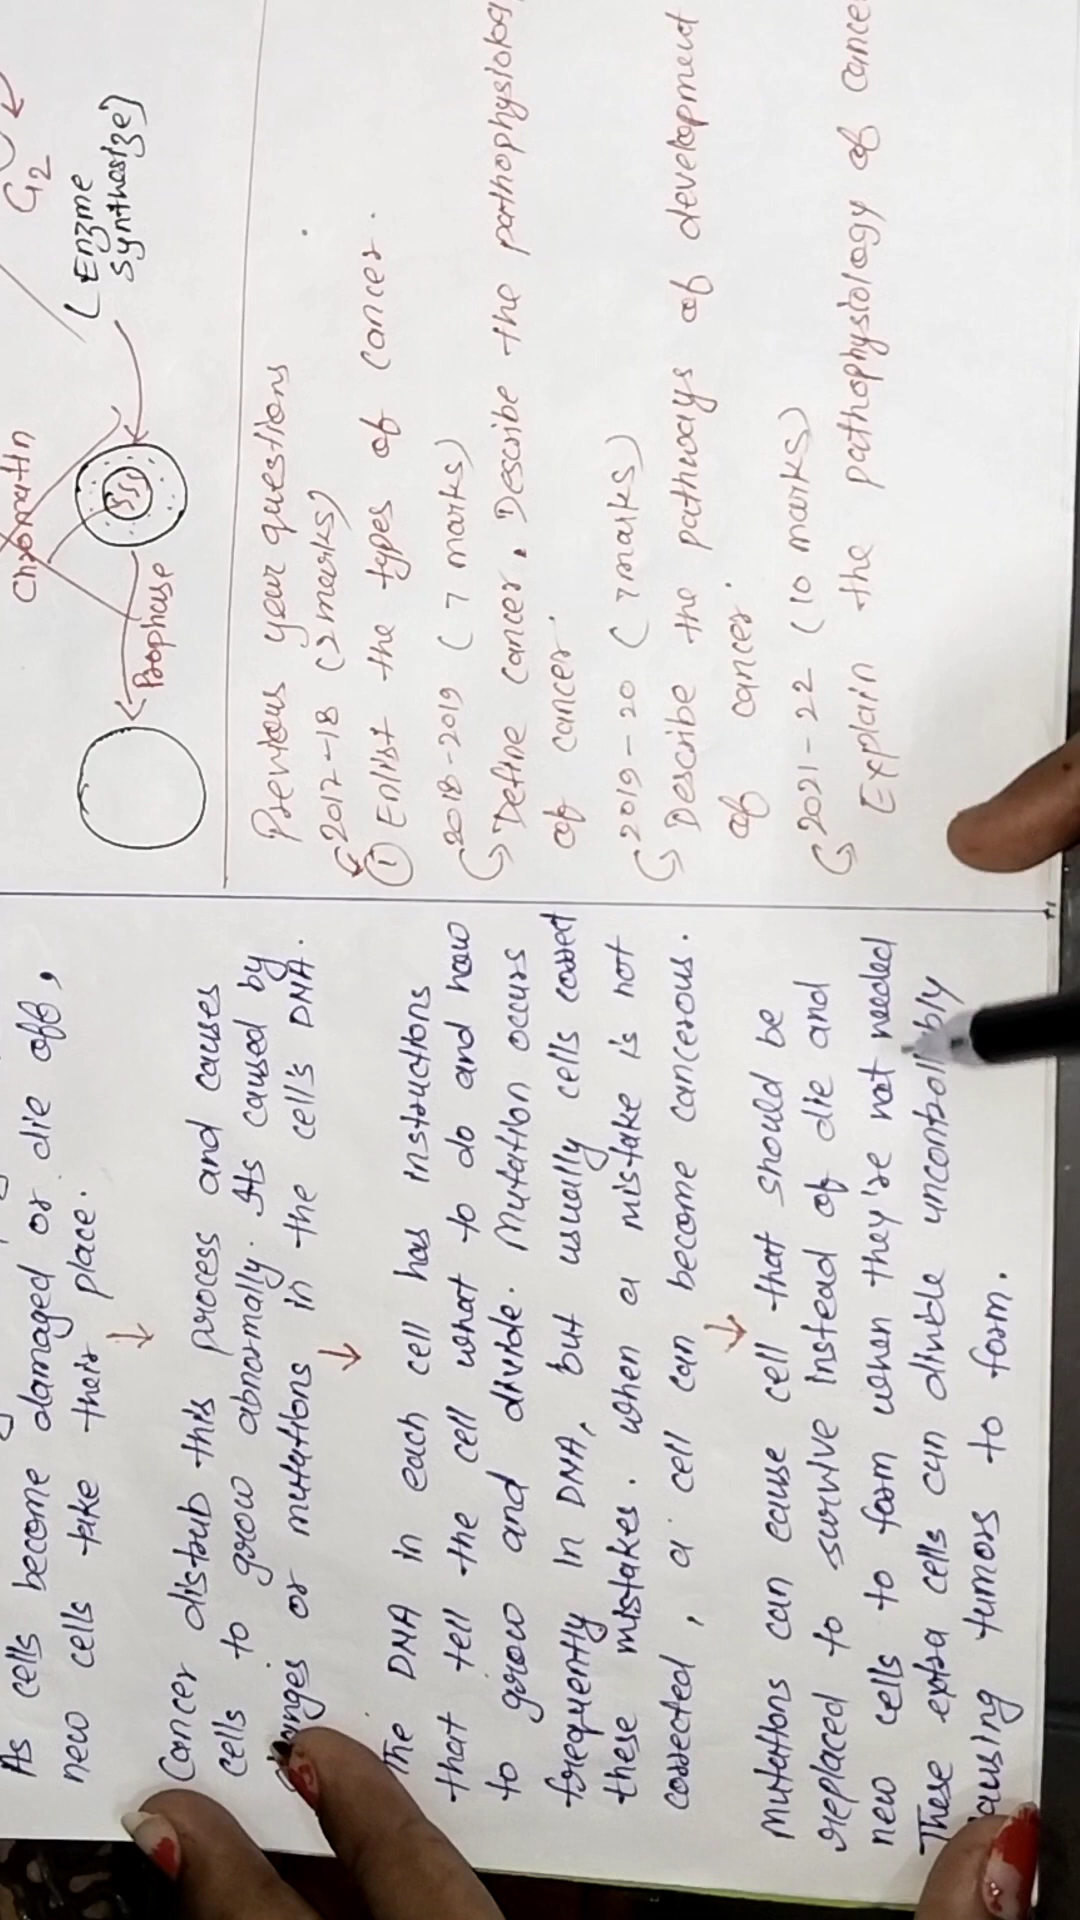 As cells become damaged or die off,
new cells take their place.
↓
Cancer distrub this process and causes
cells to grow abnormally. Its caused by
changes or mutations in the cell's DNA.
↓
The DNA in each cell has instructions
that tell the cell what to do and how
to grow and divide. Mutation occurs
frequently in DNA, but usually cells correct
these mistakes. when a mistake is not
corrected, a cell can become cancerous.
↓
Mutations can cause cell that should be
replaced to survive instead of die and
new cells to form when they're not needed
These extra cells can divide uncontrollably
causing tumors to form.
G2
Chromatin
(Enzme
synthesize)
Prophase
Previous year questions
2017-18 (2 marks)
① Enlist the types of cancer.
2018-2019 (7 marks)
Define cancer. Describe the pathophysiolog
of cancer.
2019-20 (7 marks)
Describe the pathways of development
of cancer.
2021-22 (10 marks)
Explain the pathophysiology of cance